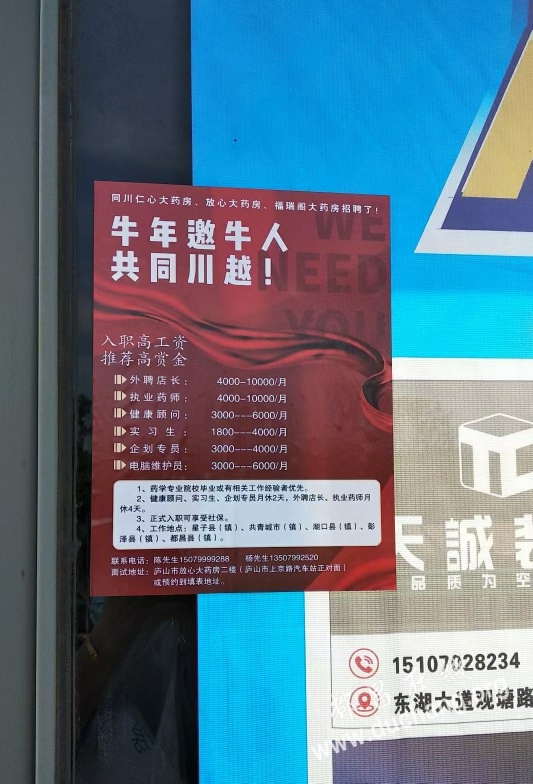 同川仁心大药房、放心大药房、福瑞阁大药房招聘了!
牛年邀牛人
共同川越!
WE
NEED
YOU
入职高工资
推荐高赏金
外聘店长: 4000-10000/月
执业药师: 4000-10000/月
健康顾问: 3000---6000/月
实习生: 1800---4000/月
企划专员: 3000---4000/月
电脑维护员: 3000---6000/月
1、药学专业院校毕业或有相关工作经验者优先。
2、健康顾问、实习生、企划专员月休2天，外聘店长、执业药师月
休4天。
3、正式入职可享受社保。
4、工作地点：星子县（镇）、共青城市（镇）、湖口县（镇）、彭
泽县（镇）、都昌县（镇）。
联系电话：陈先生15079999288 杨先生13507992520
面试地址：庐山市放心大药房二楼（庐山市上京路汽车站正对面）
或预约到填表地址。
天誠
品质为空
15107028234
东湖大道观塘路